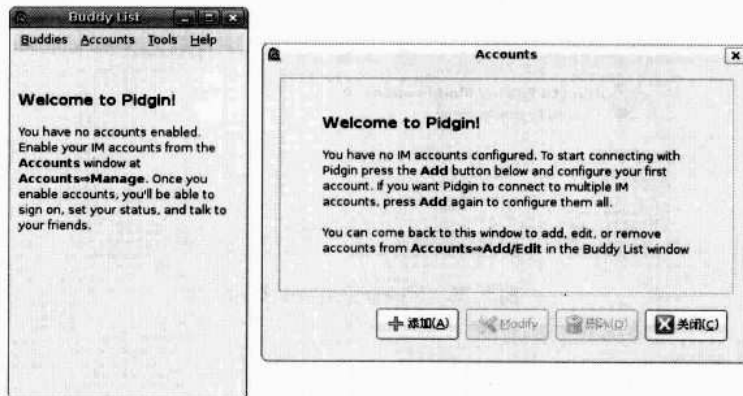 Buddy List
Buddies Accounts Tools Help
Welcome to Pidgin!
You have no accounts enabled.
Enable your IM accounts from the
Accounts window at
Accounts⇨Manage. Once you
enable accounts, you'll be able to
sign on, set your status, and talk to
your friends.
Accounts
Welcome to Pidgin!
You have no IM accounts configured. To start connecting with
Pidgin press the Add button below and configure your first
account. If you want Pidgin to connect to multiple IM
accounts, press Add again to configure them all.
You can come back to this window to add, edit, or remove
accounts from Accounts⇨Add/Edit in the Buddy List window
添加(A) Modify 删除(D) 关闭(C)